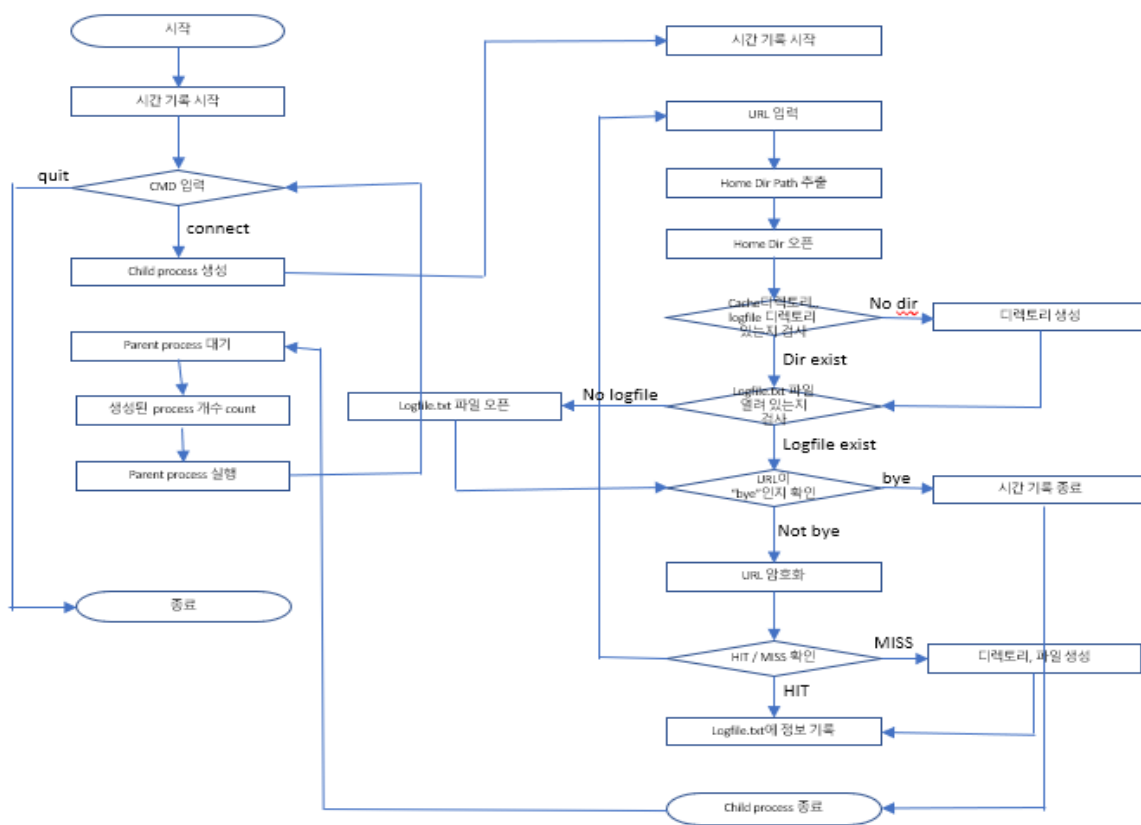 시작
시간 기록 시작
시간 기록 시작
URL 입력
quit
CMD 입력
Home Dir Path 추출
connect
Home Dir 오픈
Child process 생성
Cache디렉토리,
logfile 디렉토리
있는지 검사
No dir
디렉토리 생성
Parent process 대기
Dir exist
생성된 process 개수 count
Logfile.txt 파일 오픈
No logfile
Logfile.txt 파일
열려 있는지
검사
Logfile exist
Parent process 실행
URL이
"bye"인지 확인
bye
시간 기록 종료
Not bye
URL 암호화
종료
HIT / MISS 확인
MISS
디렉토리, 파일 생성
HIT
Logfile.txt에 정보 기록
Child process 종료